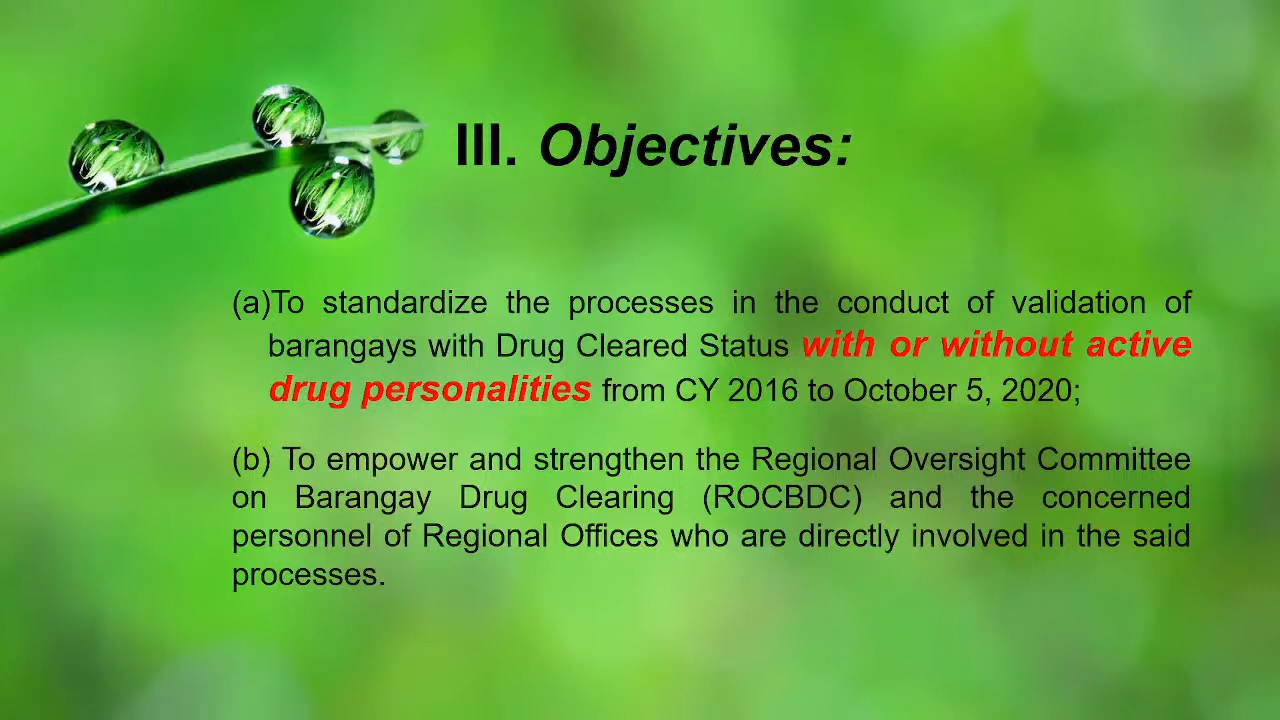 III. Objectives:
(a)To standardize the processes in the conduct of validation of
barangays with Drug Cleared Status with or without active
drug personalities from CY 2016 to October 5, 2020;
(b) To empower and strengthen the Regional Oversight Committee
on Barangay Drug Clearing (ROCBDC) and the concerned
personnel of Regional Offices who are directly involved in the said
processes.